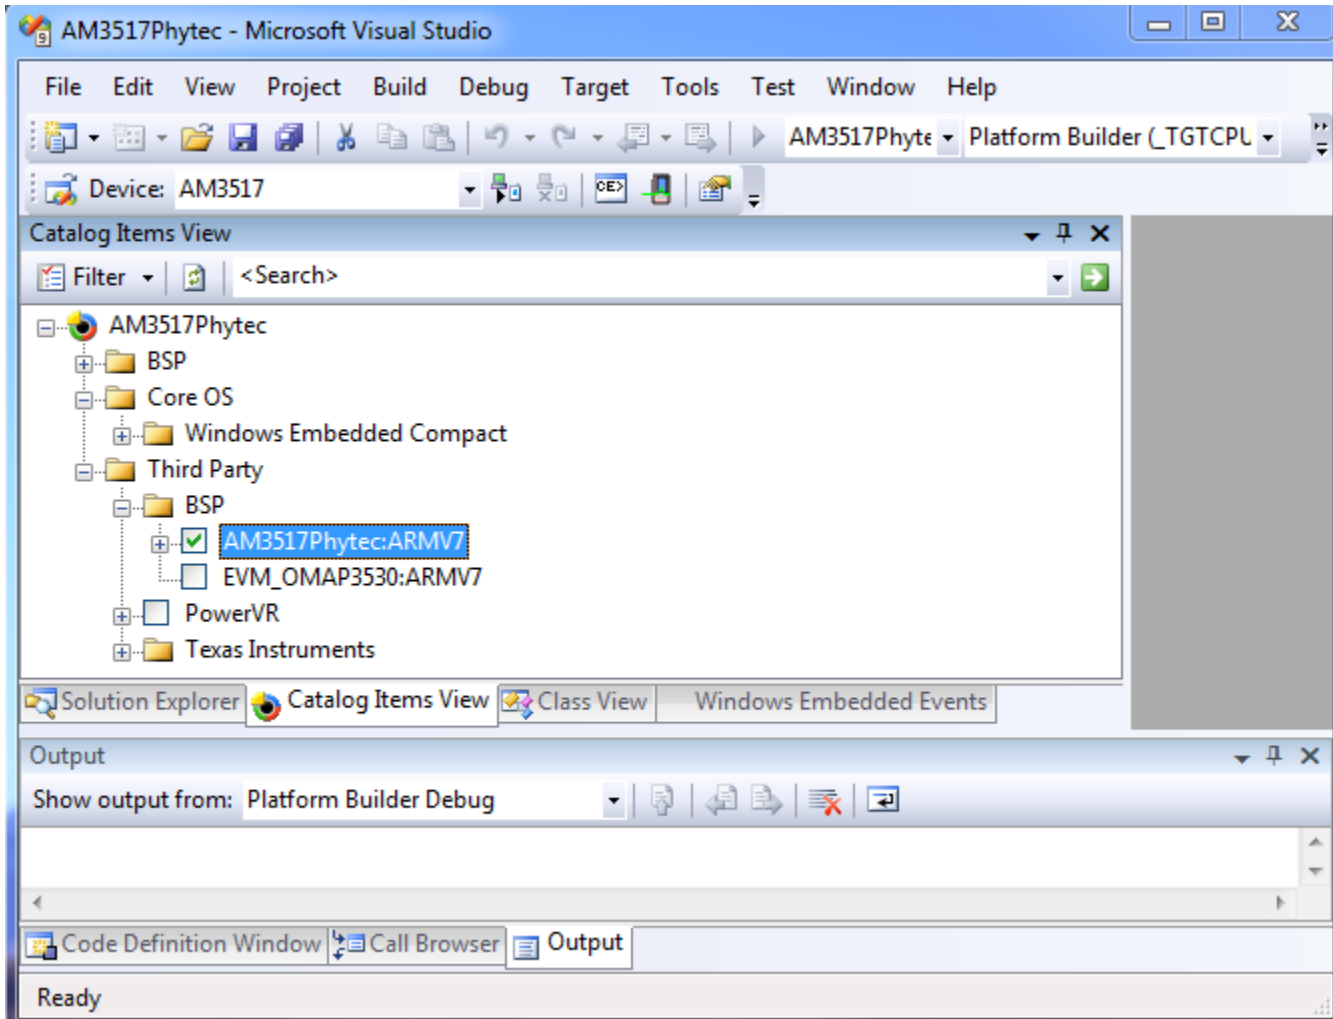 AM3517Phytec - Microsoft Visual Studio
File Edit View Project Build Debug Target Tools Test Window Help
AM3517Phyte Platform Builder (_TGTCPU
Device: AM3517 CE>
Catalog Items View
Filter <Search>
AM3517Phytec
BSP
Core OS
Windows Embedded Compact
Third Party
BSP
AM3517Phytec:ARMV7
EVM_OMAP3530:ARMV7
PowerVR
Texas Instruments
Solution Explorer Catalog Items View Class View Windows Embedded Events
Output
Show output from: Platform Builder Debug
Code Definition Window Call Browser Output
Ready